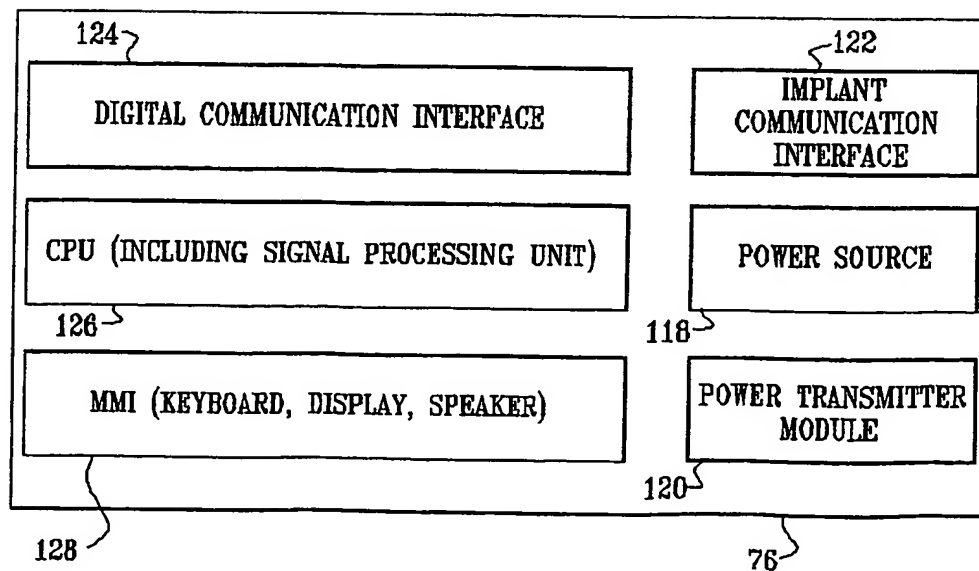 124
DIGITAL COMMUNICATION INTERFACE
122
IMPLANT
COMMUNICATION
INTERFACE
CPU (INCLUDING SIGNAL PROCESSING UNIT)
126
POWER SOURCE
118
MMI (KEYBOARD, DISPLAY, SPEAKER)
128
POWER TRANSMITTER
MODULE
120
76